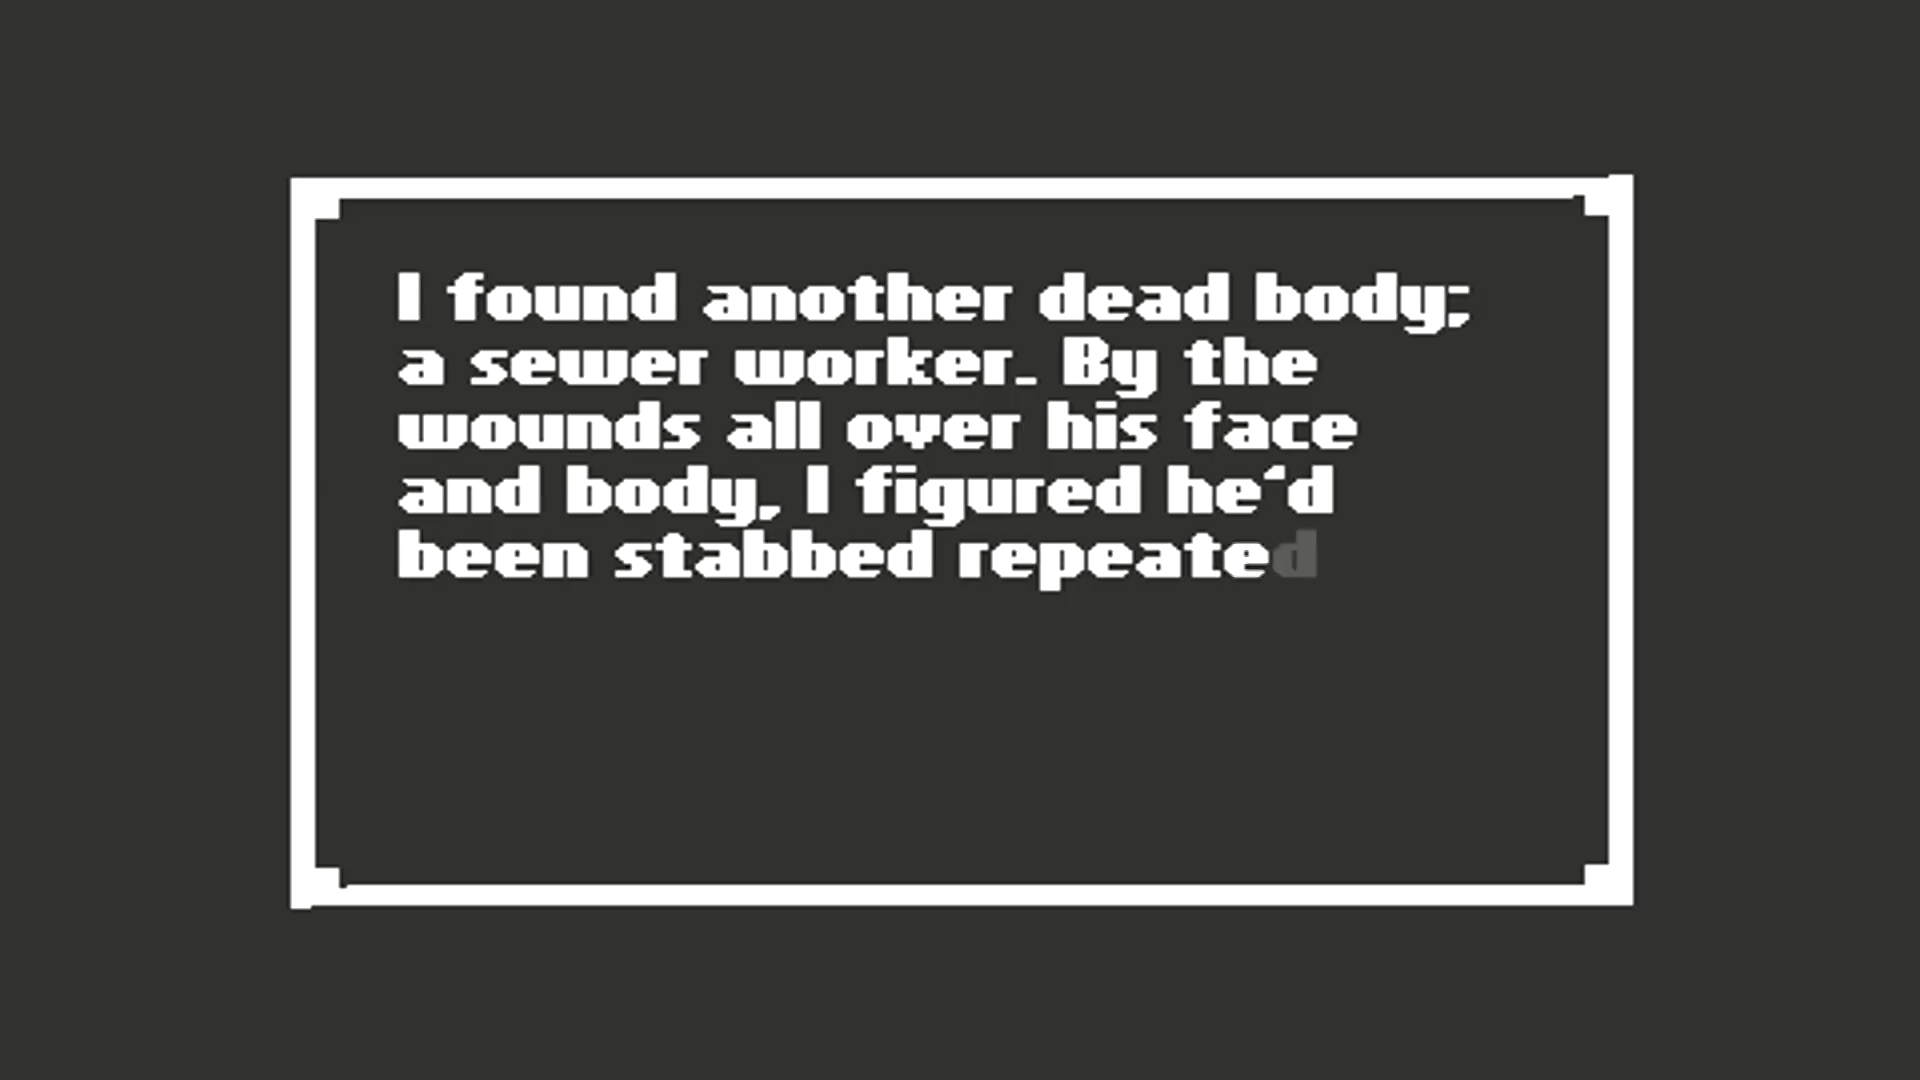 I found another dead body;
a sewer worker. By the
wounds all over his face
and body, I figured he'd
been stabbed repeated